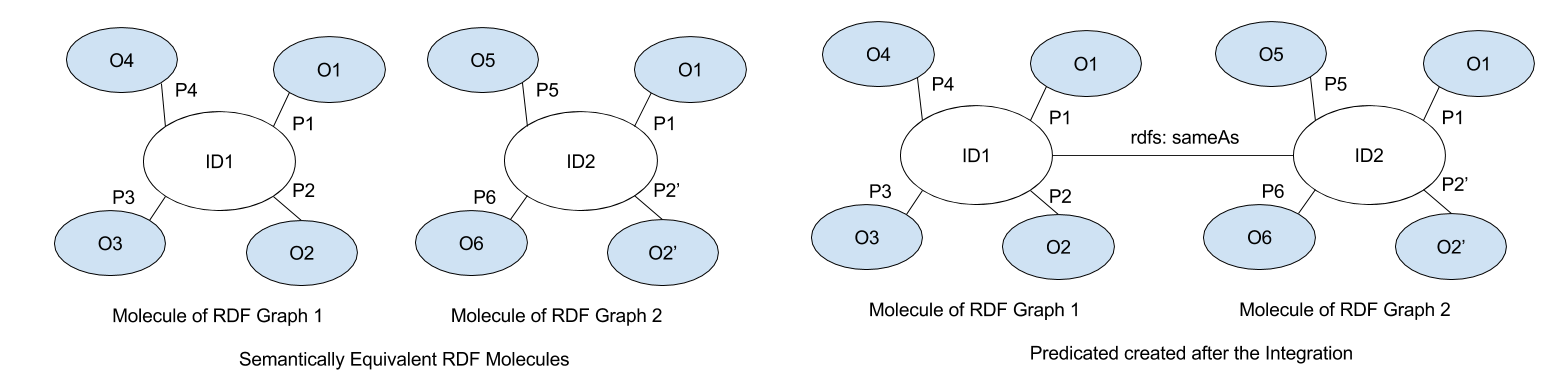 O4
O1
P4
P1
ID1
P3
P2
O3
O2
Molecule of RDF Graph 1
O5
O1
P5
P1
ID2
P6
P2’
O6
O2’
Molecule of RDF Graph 2
Semantically Equivalent RDF Molecules
O4
O1
P4
P1
ID1
P3
P2
O3
O2
Molecule of RDF Graph 1
rdfs: sameAs
O5
O1
P5
P1
ID2
P6
P2’
O6
O2’
Molecule of RDF Graph 2
Predicated created after the Integration